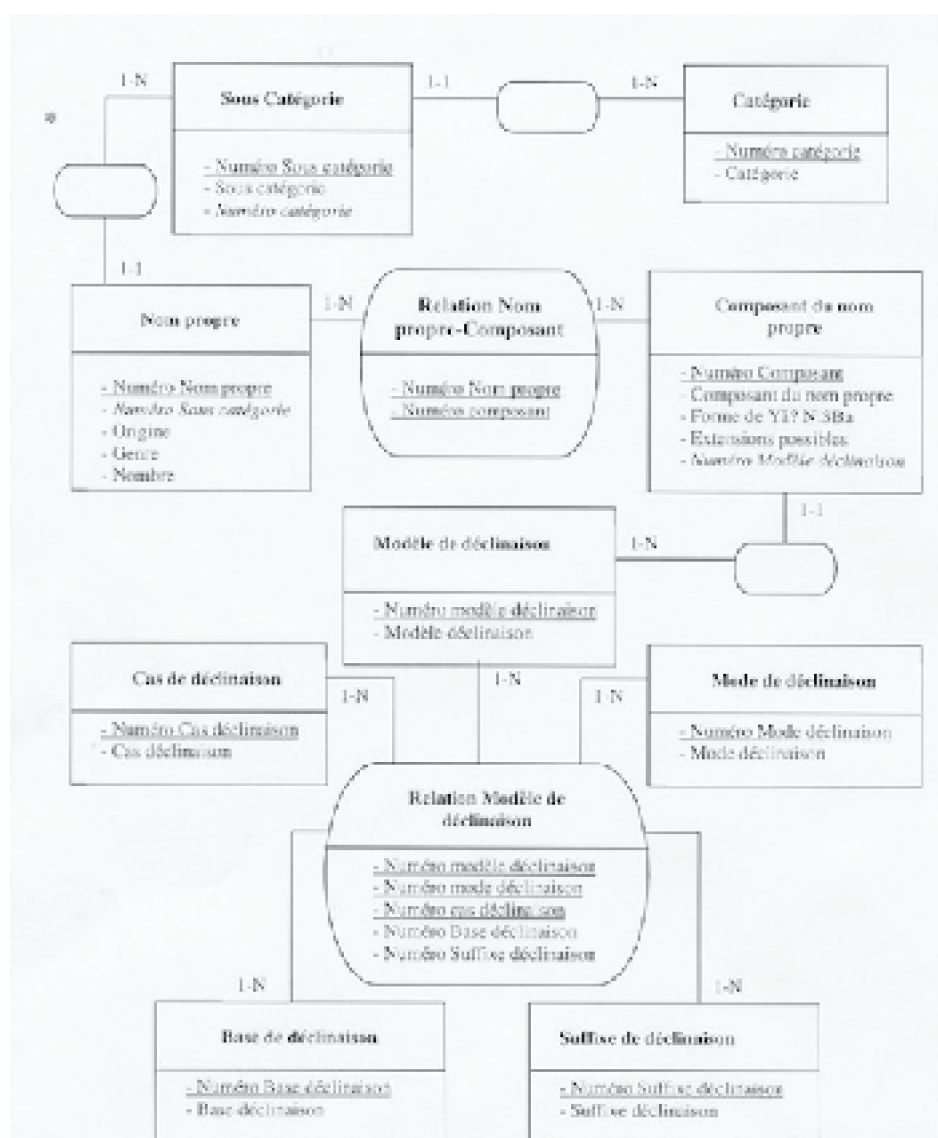 1-N
Sous Catégorie
1-1
1-N
Catégorie
*
- Numéro Sous catégorie
- Sous catégorie
- Numéro catégorie
- Numéro catégorie
- Catégorie
1-1
Nom propre
1-N
Relation Nom
propre-Composant
1-N
Composant du nom
propre
- Numéro Nom propre
- Numéro Sous catégorie
- Origine
- Genre
- Nombre
- Numéro Nom propre
- Numéro composant
- Numéro Composant
- Composant du nom propre
- Forme de
- Extensions possibles
- Numéro Modèle déclinaison
1-1
Modèle de déclinaison
1-N
- Numéro modèle déclinaison
- Modèle déclinaison
Cas de déclinaison
1-N
1-N
1-N
Mode de déclinaison
- Numéro Cas déclinaison
- Cas déclinaison
- Numéro Mode déclinaison
- Mode déclinaison
Relation Modèle de
déclinaison
- Numéro modèle déclinaison
- Numéro mode déclinaison
- Numéro cas déclinaison
- Numéro Base déclinaison
- Numéro Suffixe déclinaison
1-N
1-N
Base de déclinaison
Suffixe de déclinaison
- Numéro Base déclinaison
- Base déclinaison
- Numéro Suffixe déclinaison
- Suffixe déclinaison